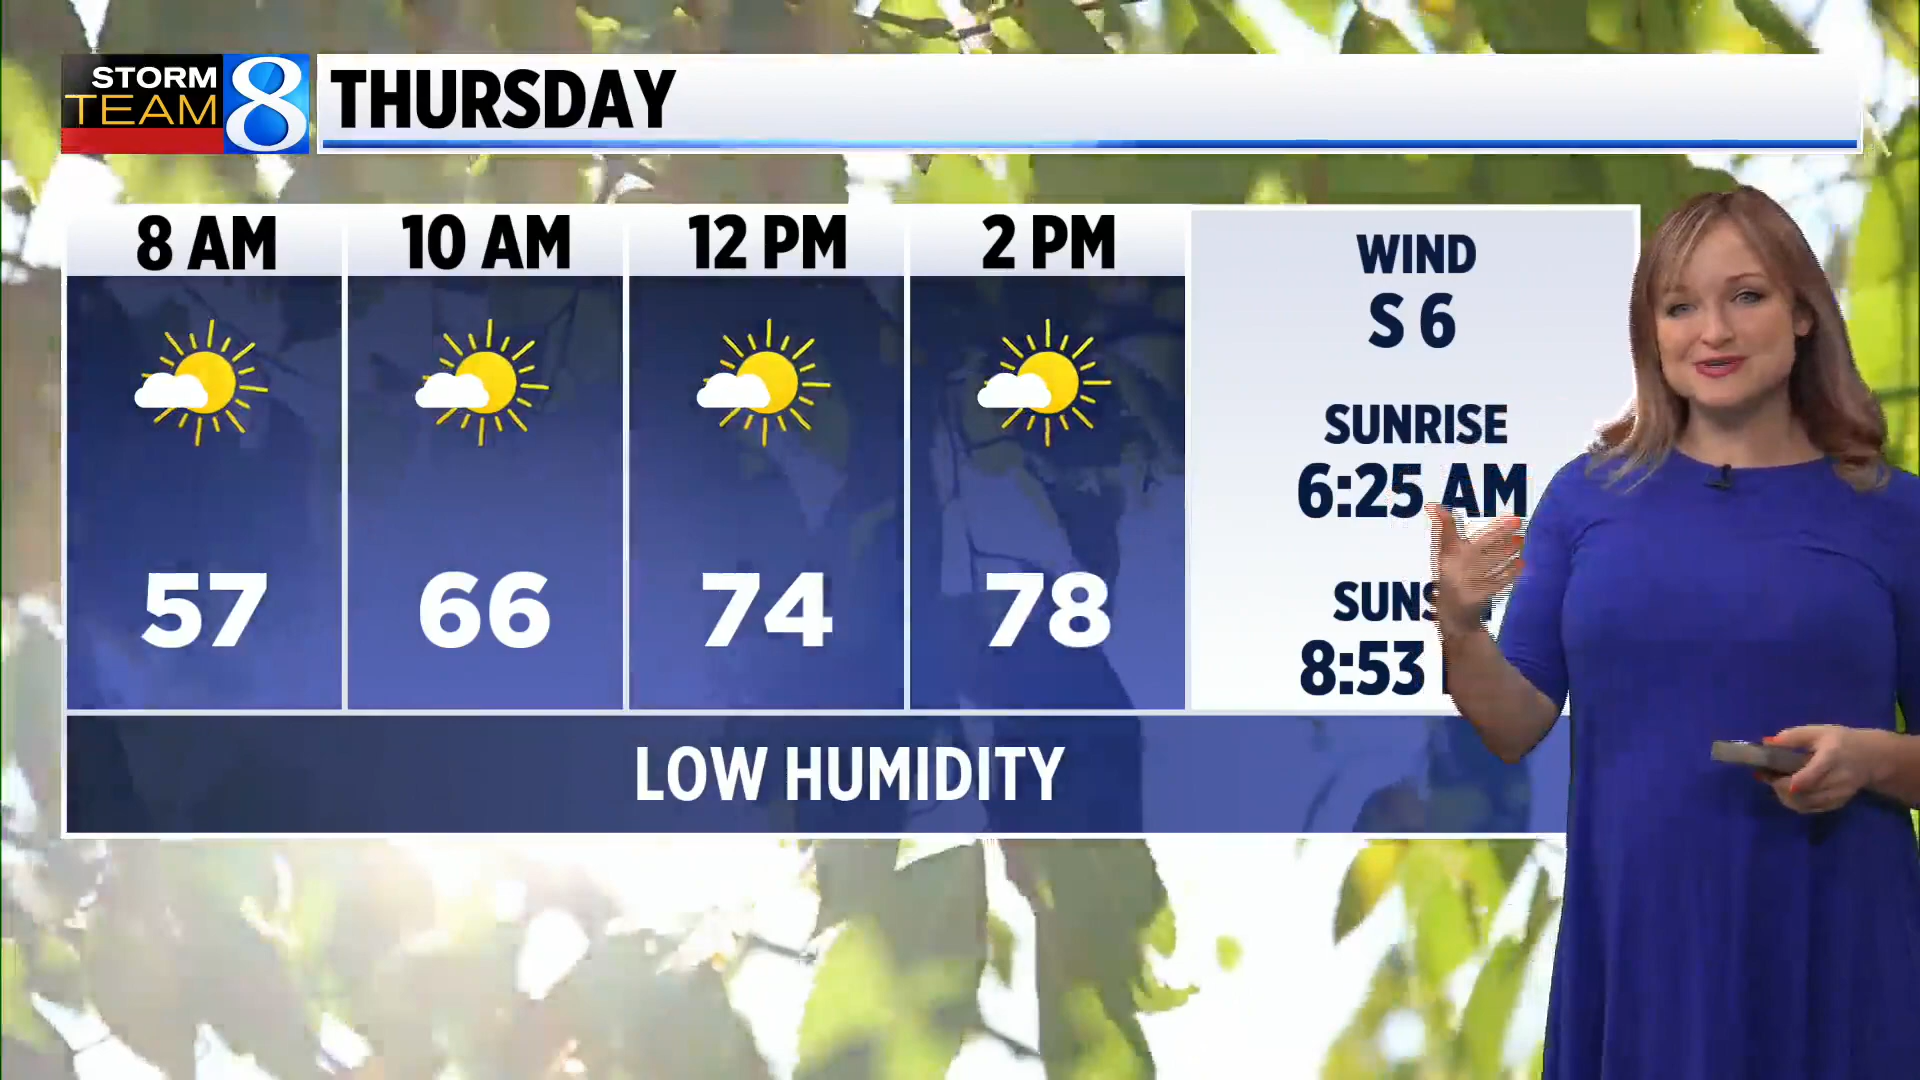 STORM
TEAM
8
THURSDAY
8 AM
10 AM
12 PM
2 PM
57
66
74
78
WIND
S 6
SUNRISE
6:25 AM
8:53
LOW HUMIDITY